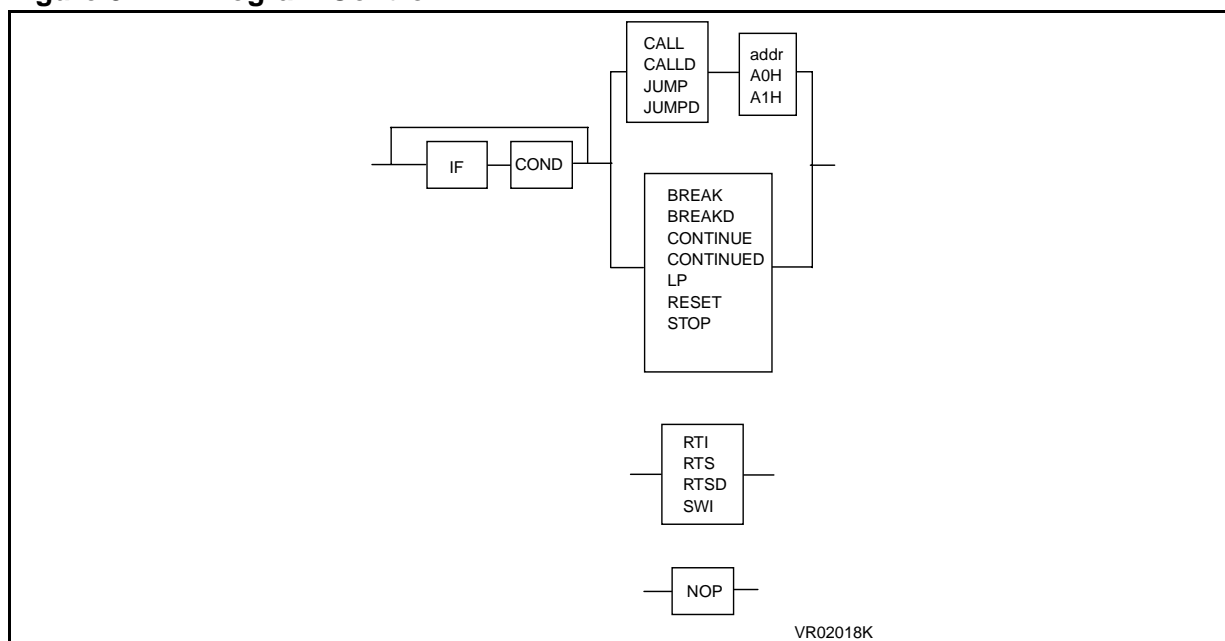 CALL
CALLD
JUMP
JUMPD
addr
A0H
A1H
IF
COND
BREAK
BREAKD
CONTINUE
CONTINUED
LP
RESET
STOP
RTI
RTS
RTSD
SWI
NOP
VR02018K